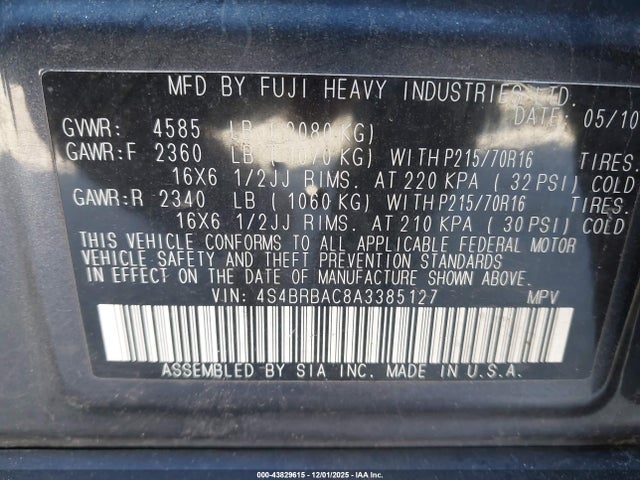 MFD BY FUJI HEAVY INDUSTRIES LTD.
DATE: 05/10
GVWR: 4585 LB ( 2080 KG)
GAWR:F 2360 LB ( 1070 KG) WITH P215/70R16 TIRES.
16X6 1/2JJ RIMS. AT 220 KPA ( 32 PSI) COLD
GAWR:R 2340 LB ( 1060 KG) WITH P215/70R16 TIRES.
16X6 1/2JJ RIMS. AT 210 KPA ( 30 PSI) COLD
THIS VEHICLE CONFORMS TO ALL APPLICABLE FEDERAL MOTOR
VEHICLE SAFETY AND THEFT PREVENTION STANDARDS
IN EFFECT ON THE DATE OF MANUFACTURE SHOWN ABOVE.
VIN: 4S4BRBAC8A3385127 MPV
ASSEMBLED BY SIA INC. MADE IN U.S.A.
000-43829615 - 12/01/2025 - IAA Inc.